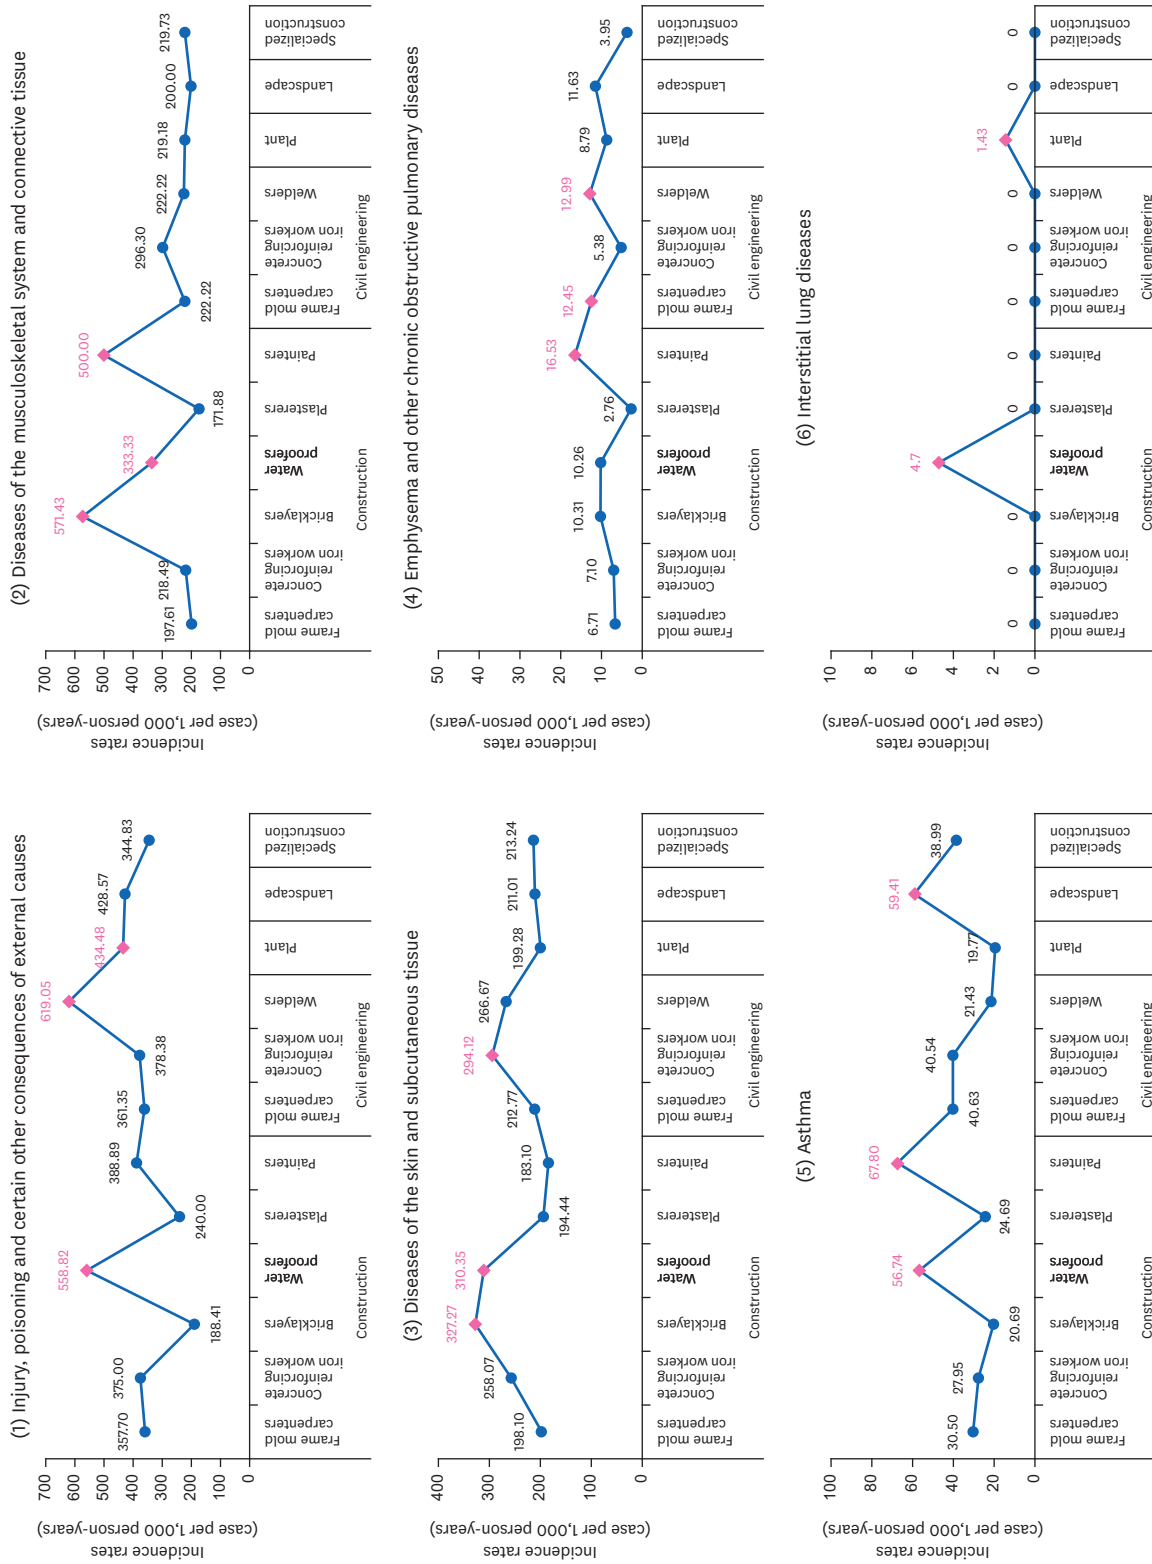 (1) Injury, poisoning and certain other consequences of external causes
Incidence rates
(case per 1,000 person-years)
700
600
500
400
300
200
100
0
357.70
375.00
188.41
558.82
240.00
388.89
361.35
378.38
619.05
434.48
428.57
344.83
Frame mold
carpenters
Concrete
reinforcing
iron workers
Bricklayers
Water
proofers
Plasterers
Painters
Frame mold
carpenters
Concrete
reinforcing
iron workers
Welders
Plant
Landscape
Specialized
construction
Construction
Civil engineering
(2) Diseases of the musculoskeletal system and connective tissue
Incidence rates
(case per 1,000 person-years)
700
600
500
400
300
200
100
0
197.61
218.49
571.43
333.33
171.88
500.00
222.22
296.30
222.22
219.18
200.00
219.73
Frame mold
carpenters
Concrete
reinforcing
iron workers
Bricklayers
Water
proofers
Plasterers
Painters
Frame mold
carpenters
Concrete
reinforcing
iron workers
Welders
Plant
Landscape
Specialized
construction
Construction
Civil engineering
(3) Diseases of the skin and subcutaneous tissue
Incidence rates
(case per 1,000 person-years)
400
300
200
100
0
198.10
258.07
327.27
310.35
194.44
183.10
212.77
294.12
266.67
199.28
211.01
213.24
Frame mold
carpenters
Concrete
reinforcing
iron workers
Bricklayers
Water
proofers
Plasterers
Painters
Frame mold
carpenters
Concrete
reinforcing
iron workers
Welders
Plant
Landscape
Specialized
construction
Construction
Civil engineering
(4) Emphysema and other chronic obstructive pulmonary diseases
Incidence rates
(case per 1,000 person-years)
50
40
30
20
10
0
6.71
7.10
10.31
10.26
2.76
16.53
12.45
5.38
12.99
8.79
11.63
3.95
Frame mold
carpenters
Concrete
reinforcing
iron workers
Bricklayers
Water
proofers
Plasterers
Painters
Frame mold
carpenters
Concrete
reinforcing
iron workers
Welders
Plant
Landscape
Specialized
construction
Construction
Civil engineering
(5) Asthma
Incidence rates
(case per 1,000 person-years)
100
80
60
40
20
0
30.50
27.95
20.69
56.74
24.69
67.80
40.63
40.54
21.43
19.77
59.41
38.99
Frame mold
carpenters
Concrete
reinforcing
iron workers
Bricklayers
Water
proofers
Plasterers
Painters
Frame mold
carpenters
Concrete
reinforcing
iron workers
Welders
Plant
Landscape
Specialized
construction
Construction
Civil engineering
(6) Interstitial lung diseases
Incidence rates
(case per 1,000 person-years)
10
8
6
4
2
0
0
0
0
4.7
0
0
0
0
0
1.43
0
0
Frame mold
carpenters
Concrete
reinforcing
iron workers
Bricklayers
Water
proofers
Plasterers
Painters
Frame mold
carpenters
Concrete
reinforcing
iron workers
Welders
Plant
Landscape
Specialized
construction
Construction
Civil engineering